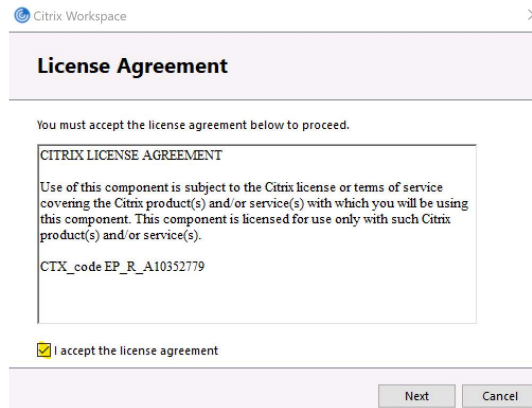 Citrix Workspace
License Agreement
You must accept the license agreement below to proceed.
CITRIX LICENSE AGREEMENT
Use of this component is subject to the Citrix license or terms of service
covering the Citrix product(s) and/or service(s) with which you will be using
this component. This component is licensed for use only with such Citrix
product(s) and/or service(s).
CTX_code EP_R_A10352779
I accept the license agreement
Next Cancel